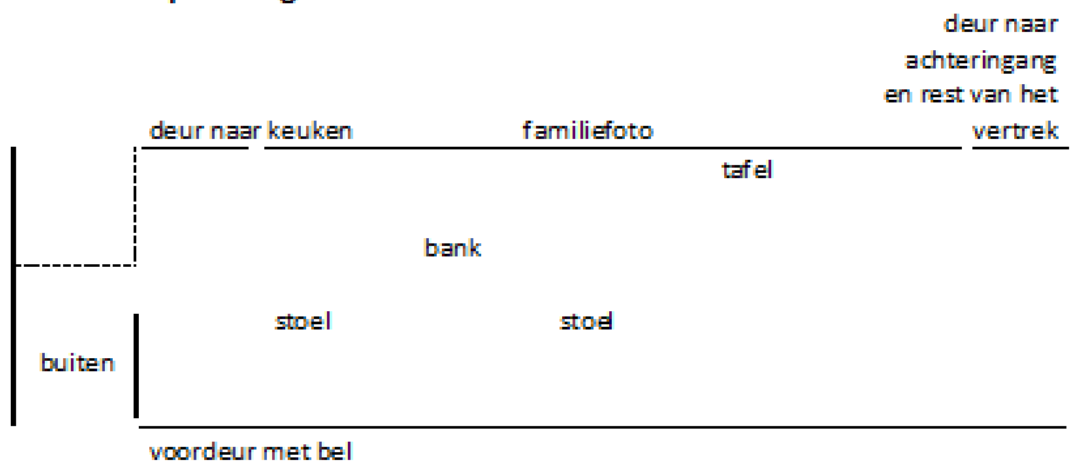 deur naar
achteringang
en rest van het
deur naar keuken familiefoto vertrek
tafel
bank
stoel stoel
buiten
voordeur met bel